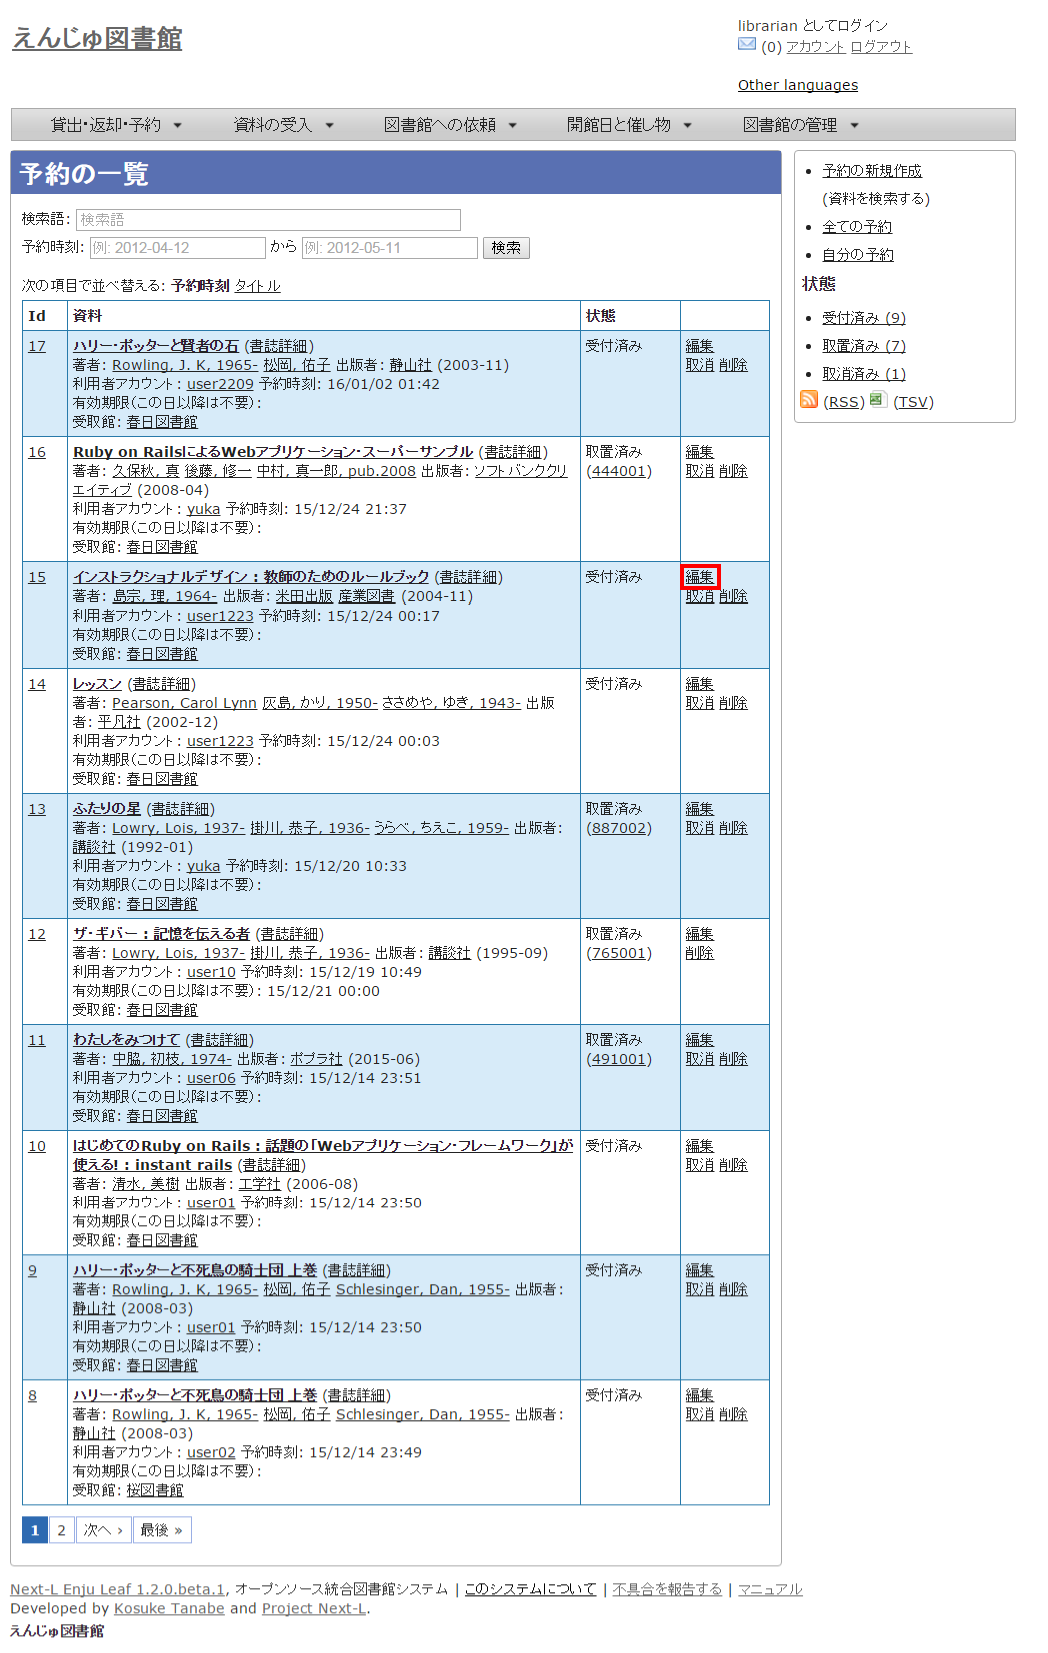 えんじゅ図書館
librarian としてログイン
(0) アカウント ログアウト
Other languages
貸出・返却・予約 資料の受入 図書館への依頼 開館日と催し物 図書館の管理
予約の一覧
検索語: 検索語
予約時刻: 例: 2012-04-12 から 例: 2012-05-11 検索
次の項目で並べ替える: 予約時刻 タイトル
Id 資料 状態
17 ハリー・ポッターと賢者の石 (書誌詳細) 受付済み 編集
著者: Rowling, J. K, 1965- 松岡, 佑子 出版者: 静山社 (2003-11) 取消 削除
利用者アカウント: user2209 予約時刻: 16/01/02 01:42
有効期限(この日以降は不要):
受取館: 春日図書館
16 Ruby on RailsによるWebアプリケーション・スーパーサンプル (書誌詳細) 取置済み 編集
著者: 久保秋, 真 後藤, 修一 中村, 真一郎, pub.2008 出版者: ソフトバンククリ (444001) 取消 削除
エイティブ (2008-04)
利用者アカウント: yuka 予約時刻: 15/12/24 21:37
有効期限(この日以降は不要):
受取館: 春日図書館
15 インストラクショナルデザイン : 教師のためのルールブック (書誌詳細) 受付済み 編集
著者: 島宗, 理, 1964- 出版者: 米田出版 産業図書 (2004-11) 取消 削除
利用者アカウント: user1223 予約時刻: 15/12/24 00:17
有効期限(この日以降は不要):
受取館: 春日図書館
14 レッスン (書誌詳細) 受付済み 編集
著者: Pearson, Carol Lynn 灰島, かり, 1950- ささめや, ゆき, 1943- 出版 取消 削除
者: 平凡社 (2002-12)
利用者アカウント: user1223 予約時刻: 15/12/24 00:03
有効期限(この日以降は不要):
受取館: 春日図書館
13 ふたりの星 (書誌詳細) 取置済み 編集
著者: Lowry, Lois, 1937- 掛川, 恭子, 1936- うらべ, ちえこ, 1959- 出版者: (887002) 取消 削除
講談社 (1992-01)
利用者アカウント: yuka 予約時刻: 15/12/20 10:33
有効期限(この日以降は不要):
受取館: 春日図書館
12 ザ・ギバー : 記憶を伝える者 (書誌詳細) 取置済み 編集
著者: Lowry, Lois, 1937- 掛川, 恭子, 1936- 出版者: 講談社 (1995-09) (765001) 削除
利用者アカウント: user10 予約時刻: 15/12/19 10:49
有効期限(この日以降は不要): 15/12/21 00:00
受取館: 春日図書館
11 わたしをみつけて (書誌詳細) 取置済み 編集
著者: 中脇, 初枝, 1974- 出版者: ポプラ社 (2015-06) (491001) 取消 削除
利用者アカウント: user06 予約時刻: 15/12/14 23:51
有効期限(この日以降は不要):
受取館: 春日図書館
10 はじめてのRuby on Rails : 話題の「Webアプリケーション・フレームワーク」が 受付済み 編集
使える! : instant rails (書誌詳細) 取消 削除
著者: 清水, 美樹 出版者: 工学社 (2006-08)
利用者アカウント: user01 予約時刻: 15/12/14 23:50
有効期限(この日以降は不要):
受取館: 春日図書館
9 ハリー・ポッターと不死鳥の騎士団 上巻 (書誌詳細) 受付済み 編集
著者: Rowling, J. K, 1965- 松岡, 佑子 Schlesinger, Dan, 1955- 出版者: 取消 削除
静山社 (2008-03)
利用者アカウント: user01 予約時刻: 15/12/14 23:50
有効期限(この日以降は不要):
受取館: 春日図書館
8 ハリー・ポッターと不死鳥の騎士団 上巻 (書誌詳細) 受付済み 編集
著者: Rowling, J. K, 1965- 松岡, 佑子 Schlesinger, Dan, 1955- 出版者: 取消 削除
静山社 (2008-03)
利用者アカウント: user02 予約時刻: 15/12/14 23:49
有効期限(この日以降は不要):
受取館: 桜図書館
1 2 次へ › 最後 »
予約の新規作成
(資料を検索する)
全ての予約
自分の予約
状態
受付済み (9)
取置済み (7)
取消済み (1)
(RSS) (TSV)
Next-L Enju Leaf 1.2.0.beta.1, オープンソース統合図書館システム | このシステムについて | 不具合を報告する | マニュアル
Developed by Kosuke Tanabe and Project Next-L.
えんじゅ図書館